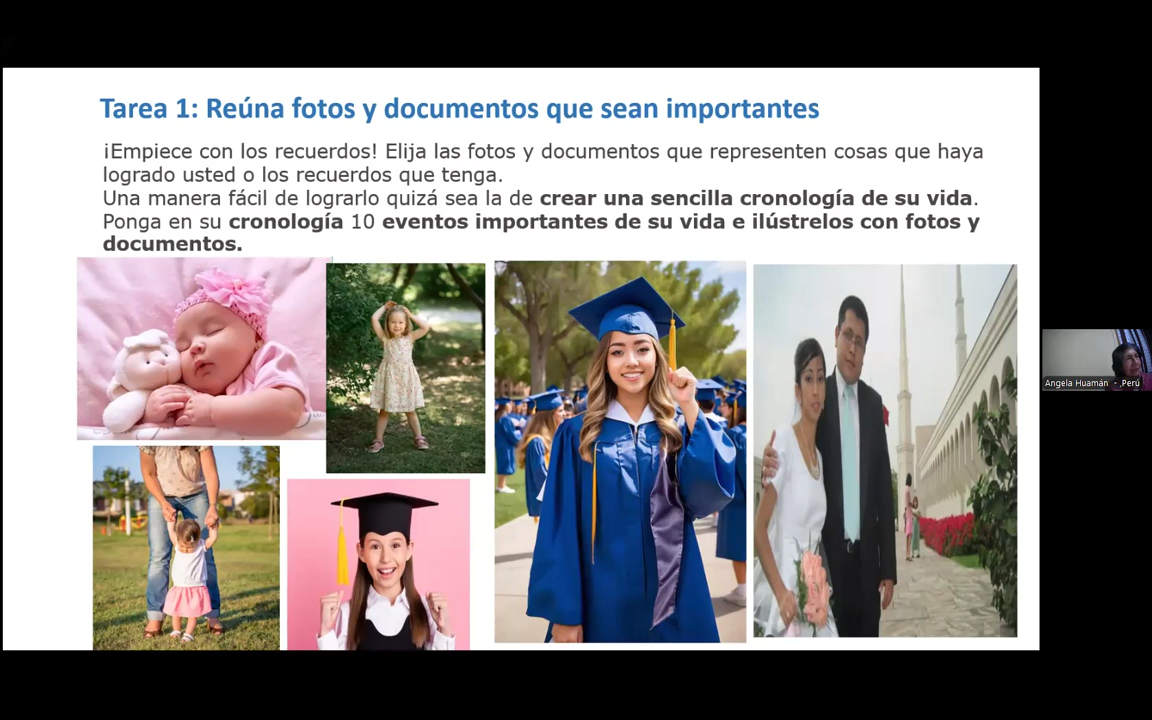 Tarea 1: Reúna fotos y documentos que sean importantes
¡Empiece con los recuerdos! Elija las fotos y documentos que representen cosas que haya
logrado usted o los recuerdos que tenga.
Una manera fácil de lograrlo quizá sea la de crear una sencilla cronología de su vida.
Ponga en su cronología 10 eventos importantes de su vida e ilústrelos con fotos y
documentos.
Angela Huamán - ,Perú